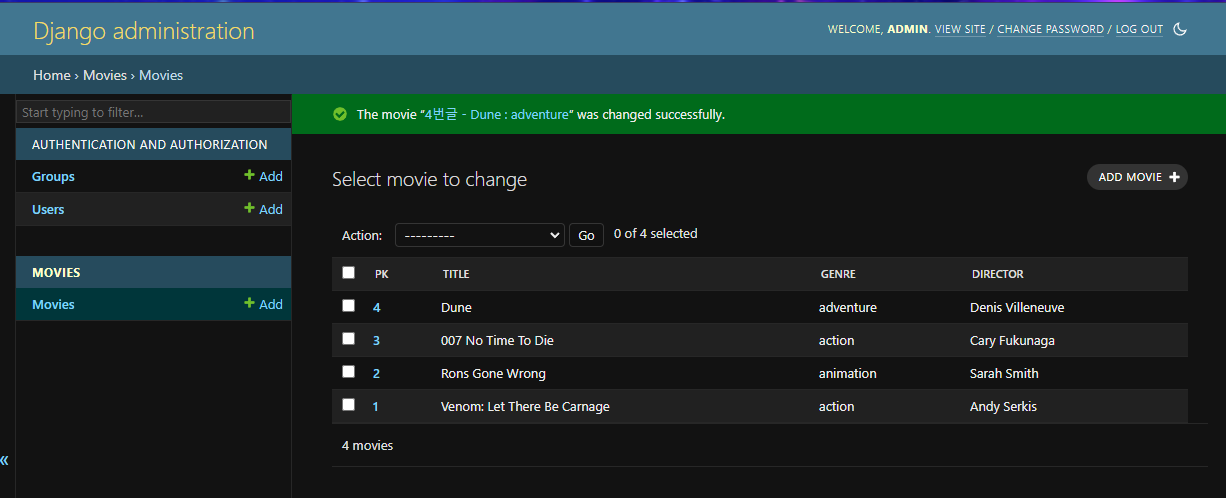 Django administration
WELCOME, ADMIN. VIEW SITE / CHANGE PASSWORD / LOG OUT
Home › Movies › Movies
Start typing to filter...
AUTHENTICATION AND AUTHORIZATION
Groups + Add
Users + Add
MOVIES
Movies + Add
«
The movie “4번글 - Dune : adventure” was changed successfully.
Select movie to change
ADD MOVIE +
Action: --------- Go 0 of 4 selected
PK TITLE GENRE DIRECTOR
4 Dune adventure Denis Villeneuve
3 007 No Time To Die action Cary Fukunaga
2 Rons Gone Wrong animation Sarah Smith
1 Venom: Let There Be Carnage action Andy Serkis
4 movies